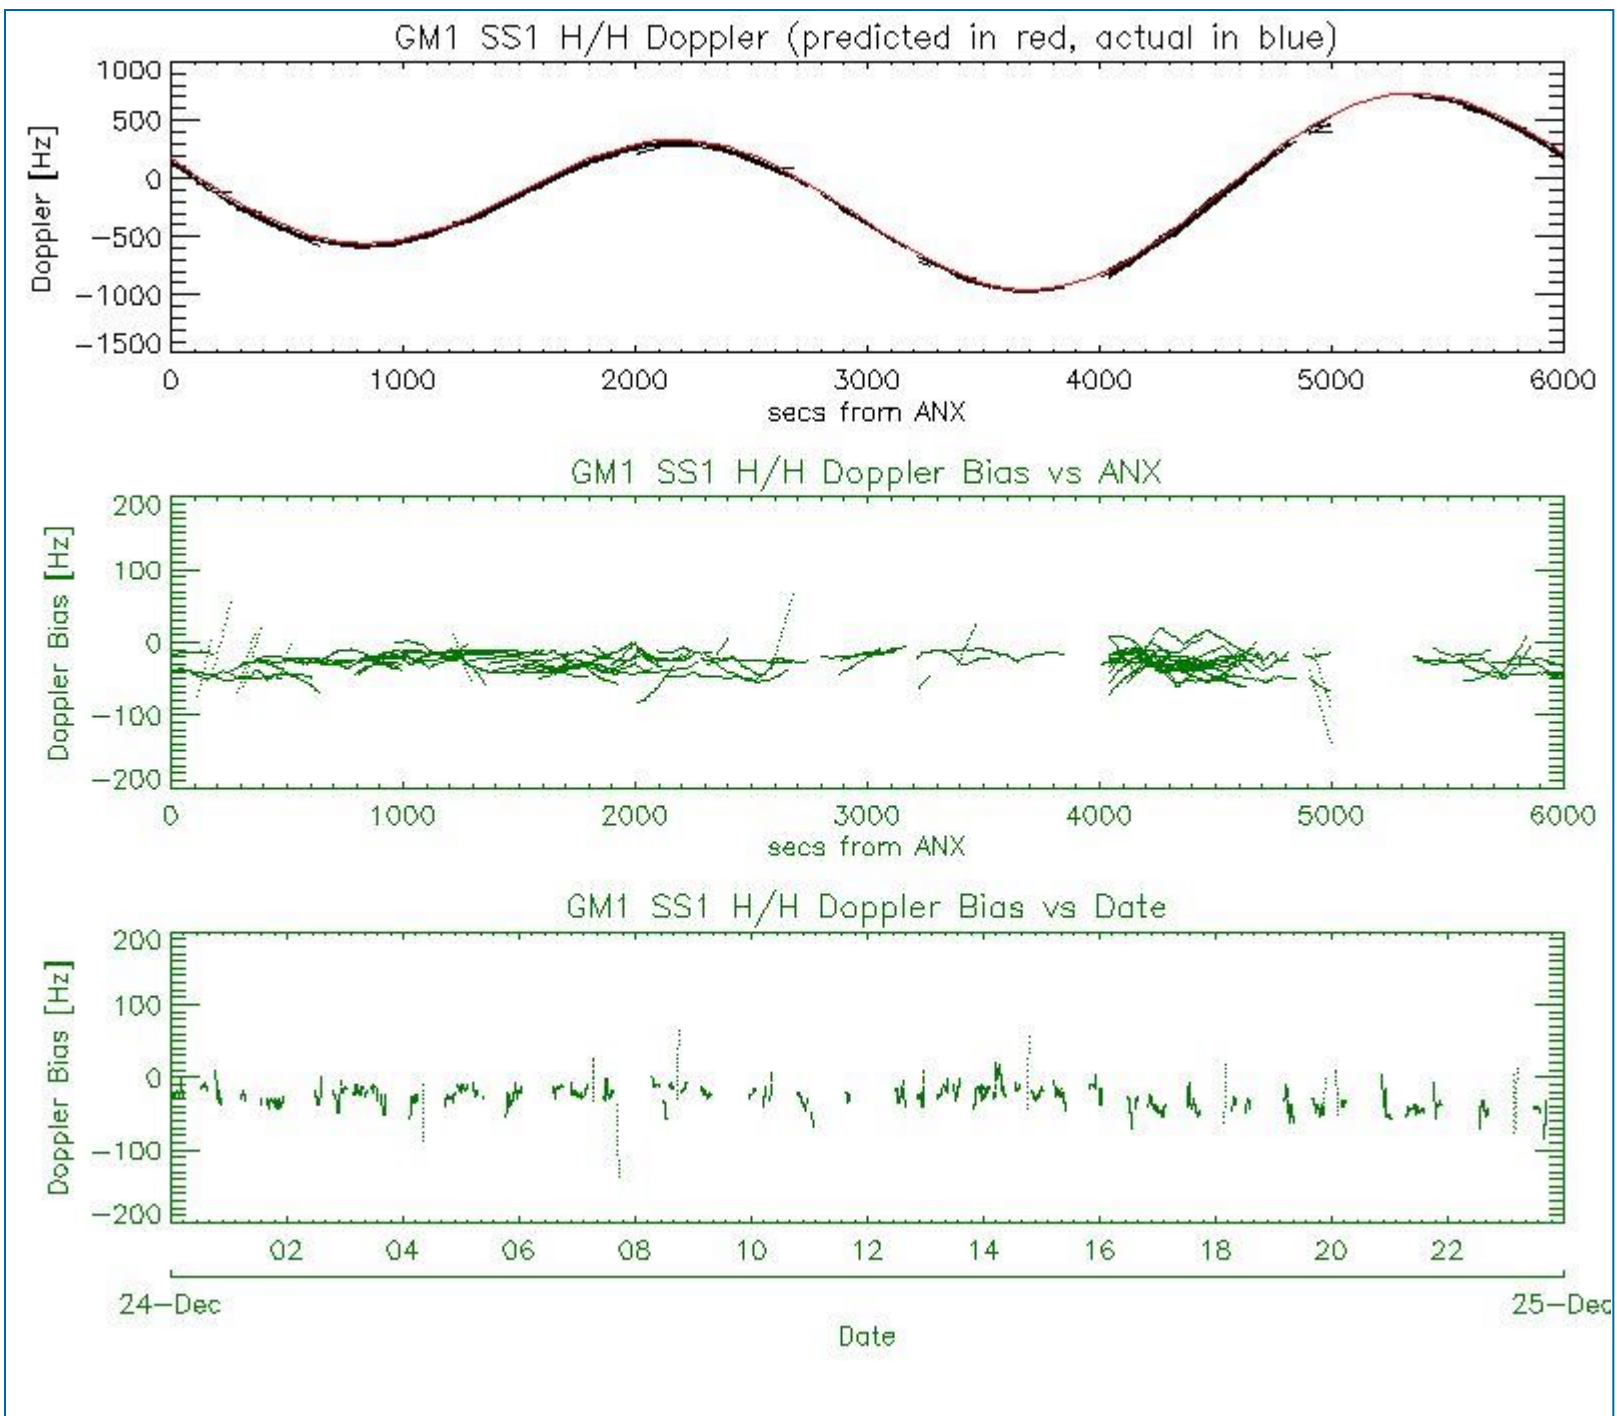 GM1 SS1 H/H Doppler (predicted in red, actual in blue)
1000
500
0
−500
−1000
−1500
Doppler [Hz]
0 1000 2000 3000 4000 5000 6000
secs from ANX
GM1 SS1 H/H Doppler Bias vs ANX
200
100
0
−100
−200
Doppler Bias [Hz]
0 1000 2000 3000 4000 5000 6000
secs from ANX
GM1 SS1 H/H Doppler Bias vs Date
200
100
0
−100
−200
Doppler Bias [Hz]
02 04 06 08 10 12 14 16 18 20 22
24−Dec 25−Dec
Date